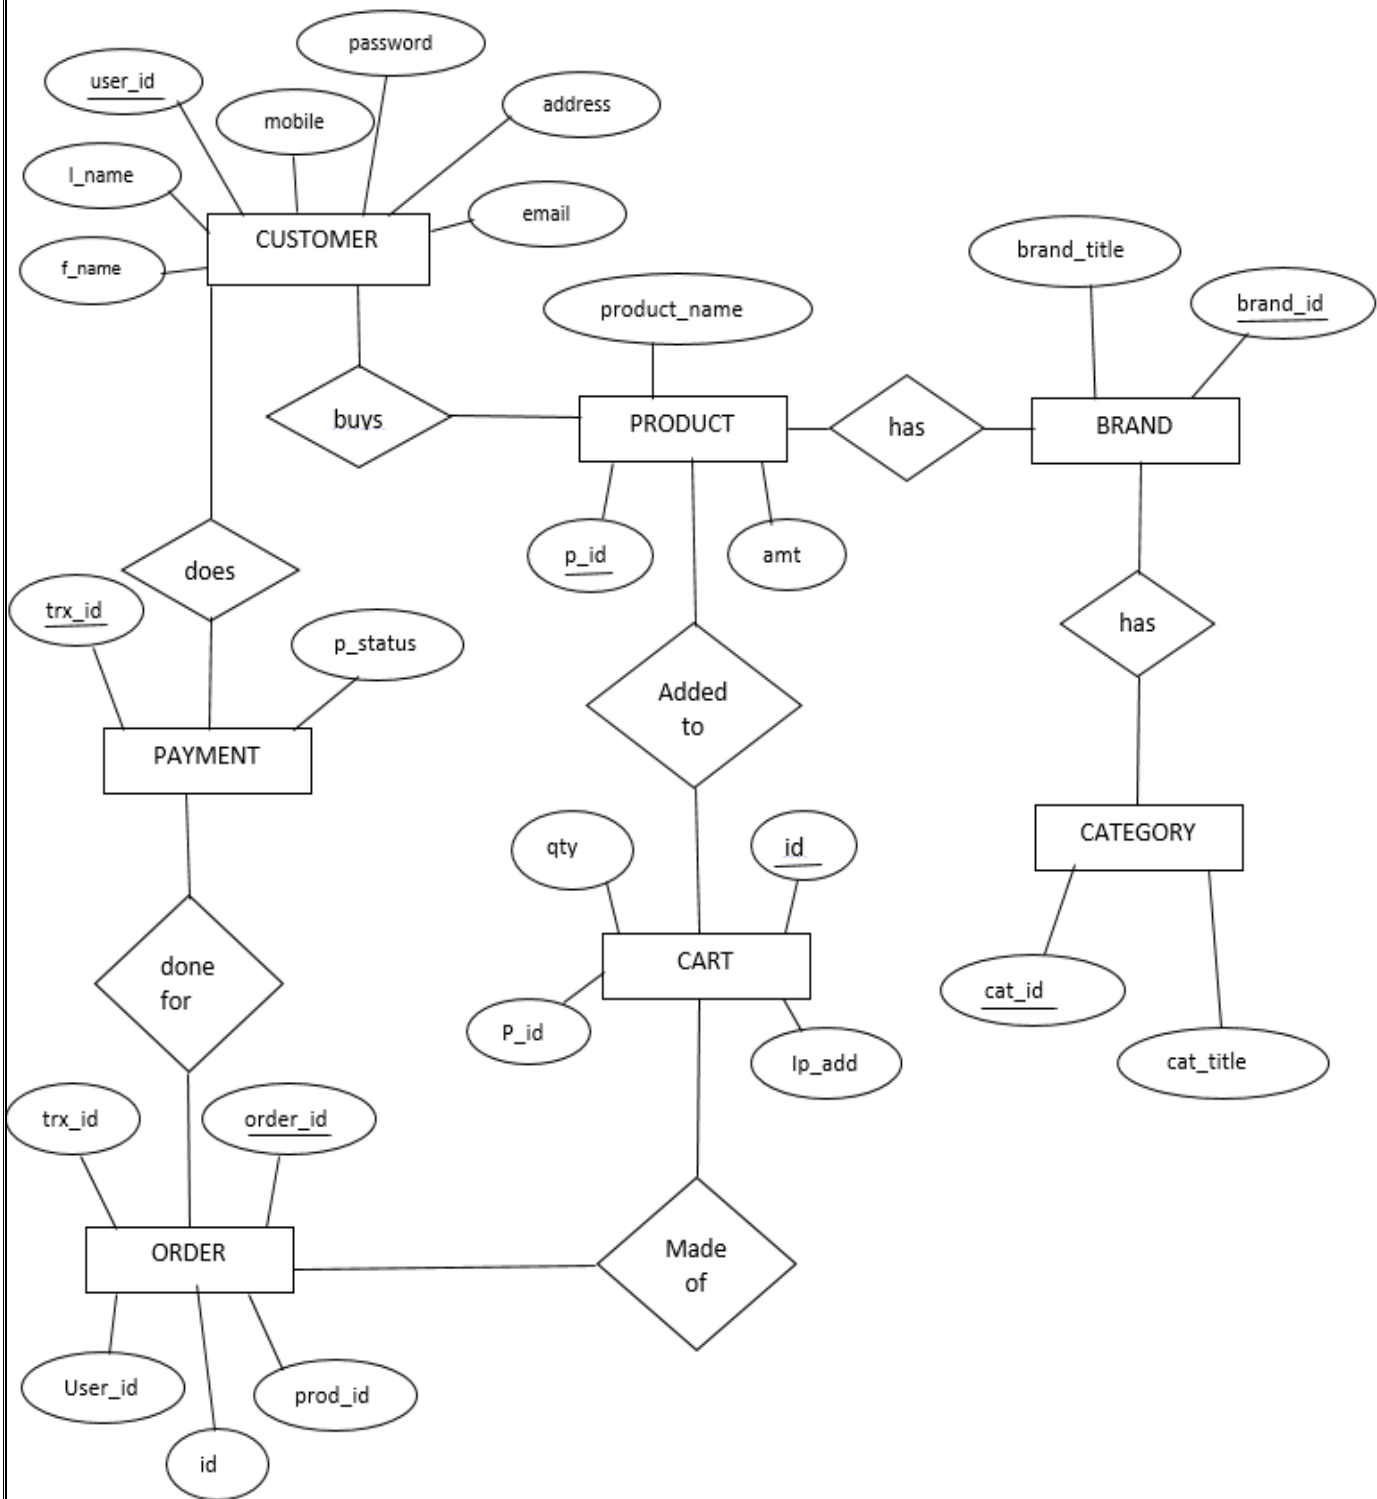 password
user_id
address
mobile
l_name
email
CUSTOMER
f_name
brand_title
brand_id
product_name
buys
PRODUCT
has
BRAND
p_id
amt
does
trx_id
p_status
has
Added
to
PAYMENT
qty
id
CATEGORY
CART
done
for
cat_id
P_id
Ip_add
cat_title
trx_id
order_id
ORDER
Made
of
User_id
prod_id
id